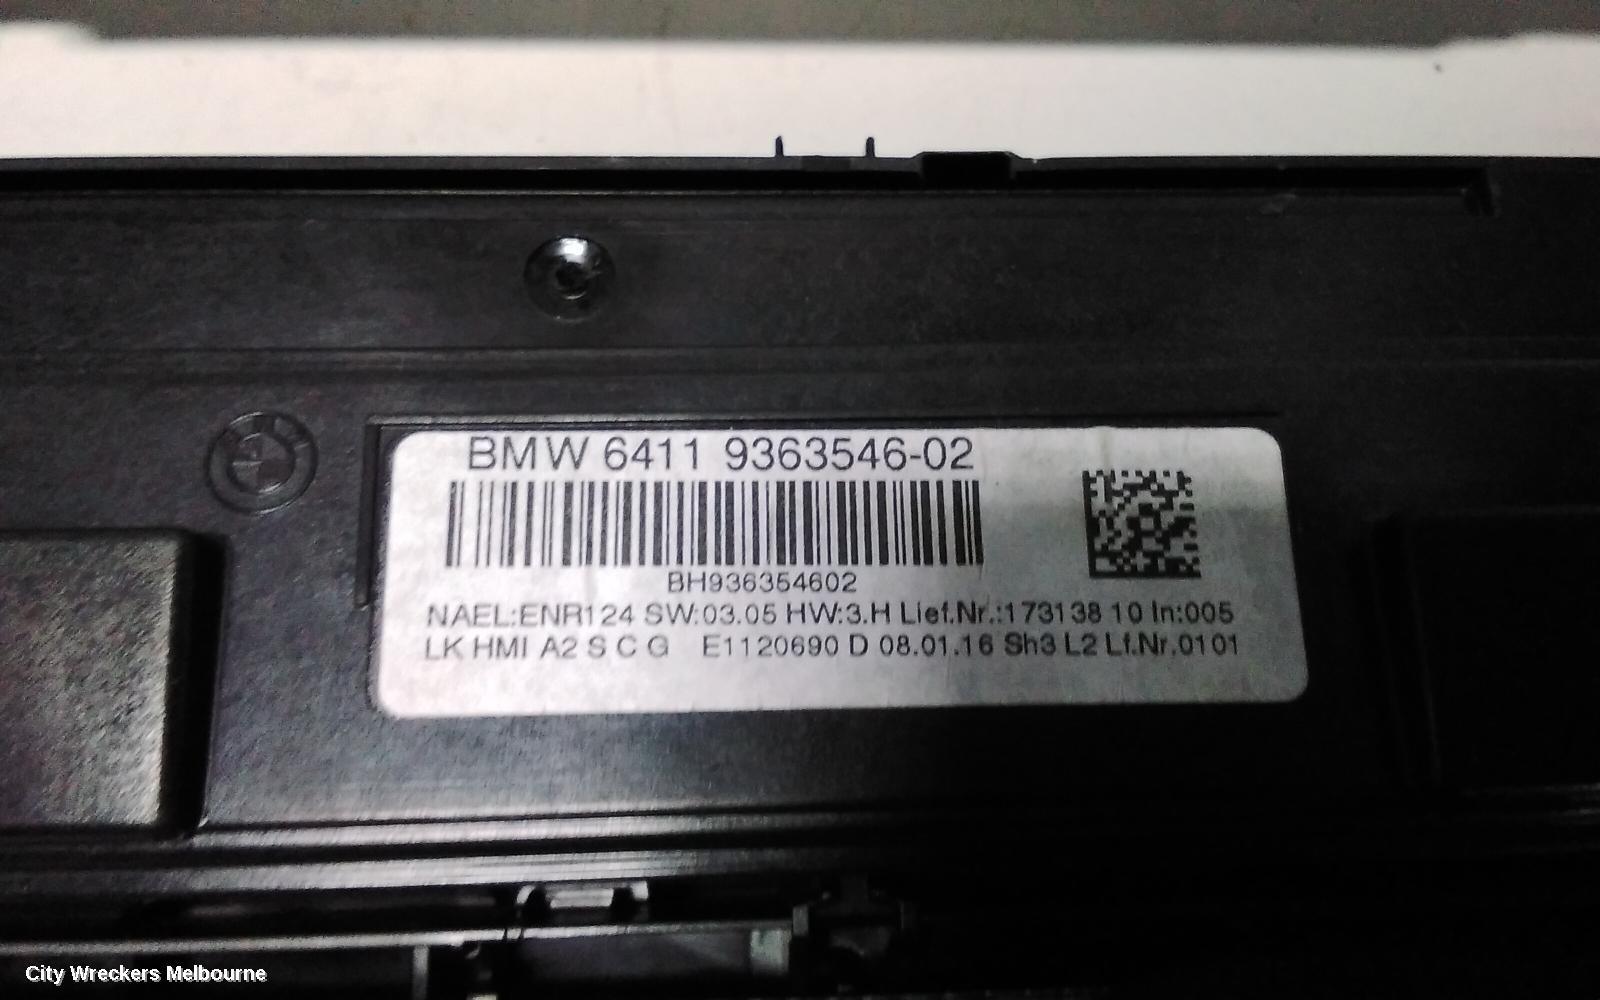 BMW 6411 9363546-02
BH936354602
NAEL:ENR124 SW:03.05 HW:3.H Lief.Nr.:173138 10 In:005
LK HMI A2 S C G E1120690 D 08.01.16 Sh3 L2 Lf.Nr.0101
City Wreckers Melbourne